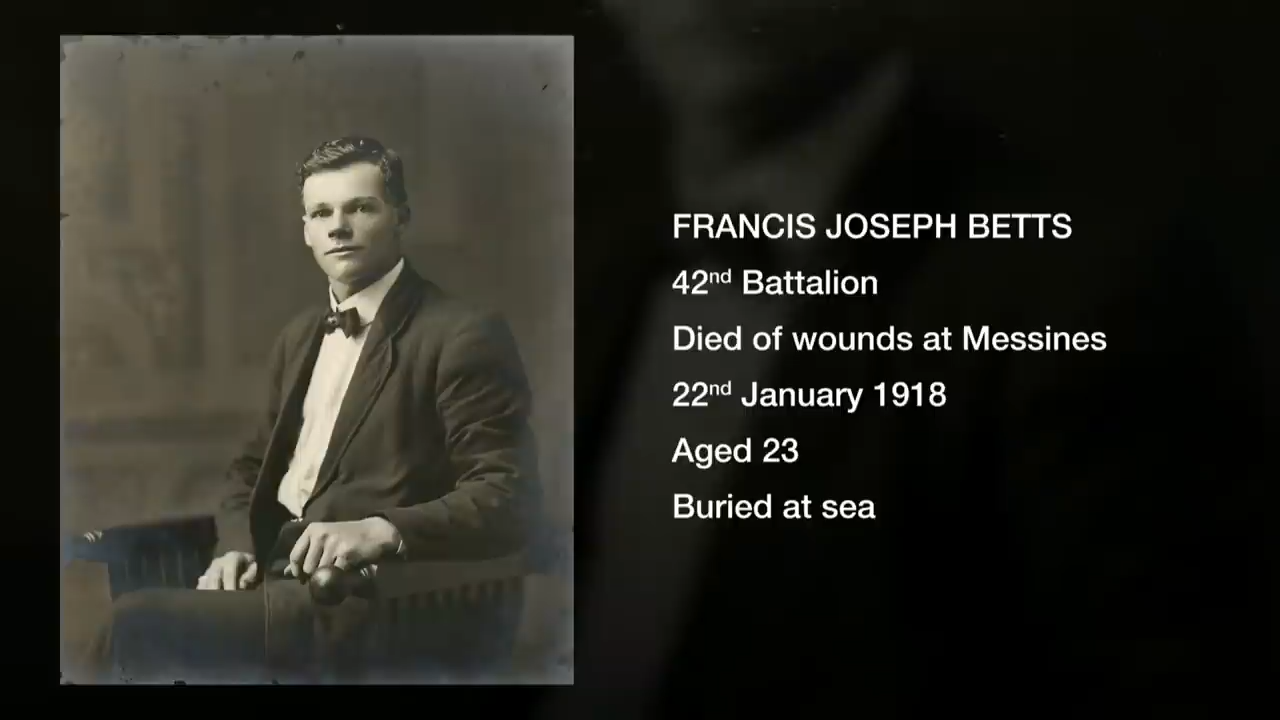 FRANCIS JOSEPH BETTS
42nd Battalion
Died of wounds at Messines
22nd January 1918
Aged 23
Buried at sea